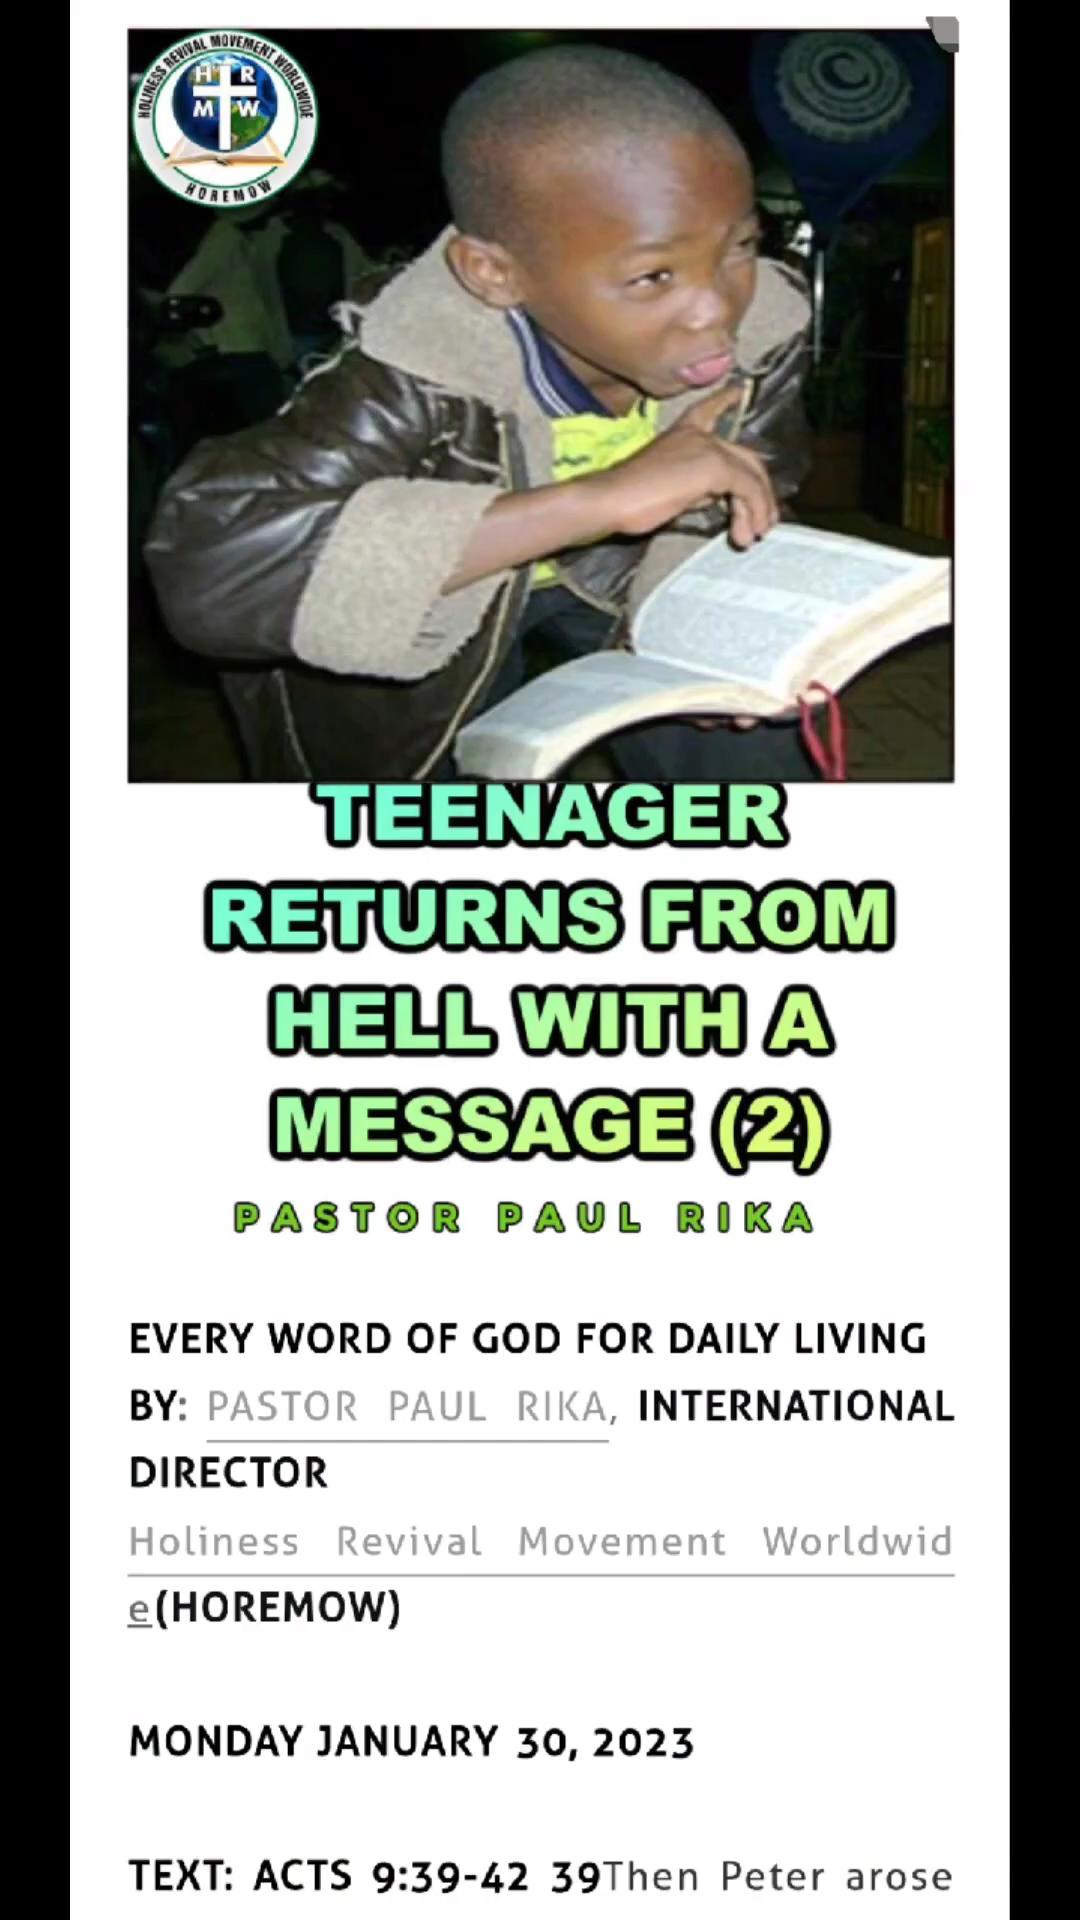 HOLINESS REVIVAL MOVEMENT WORLDWIDE
H R
M W
HOREMOW
TEENAGER
RETURNS FROM
HELL WITH A
MESSAGE (2)
PASTOR PAUL RIKA
EVERY WORD OF GOD FOR DAILY LIVING
BY: PASTOR PAUL RIKA, INTERNATIONAL
DIRECTOR
Holiness Revival Movement Worldwid
e(HOREMOW)
MONDAY JANUARY 30, 2023
TEXT: ACTS 9:39-42 39Then Peter arose